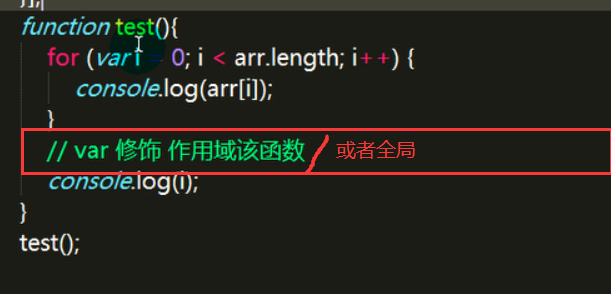 function test(){
for (var i = 0; i < arr.length; i++) {
console.log(arr[i]);
}
// var 修饰 作用域该函数 / 或者全局
console.log(i);
}
test();